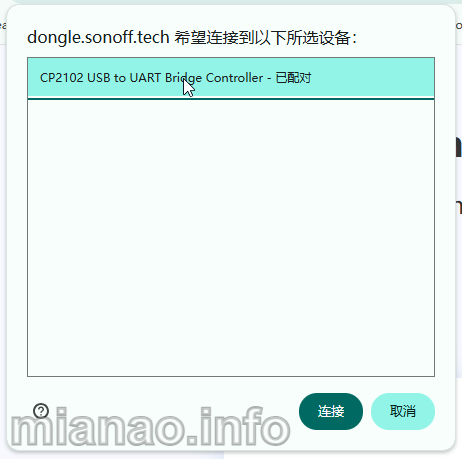 dongle.sonoff.tech 希望连接到以下所选设备：
CP2102 USB to UART Bridge Controller - 已配对
连接
取消
mianao.info